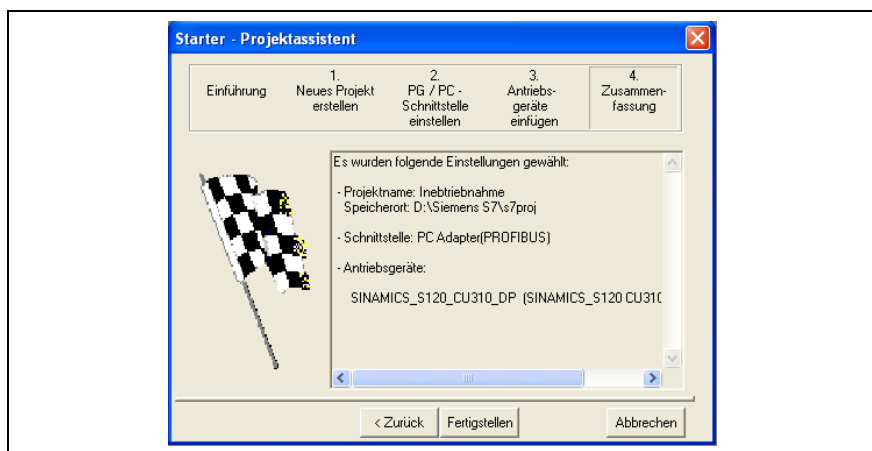 Starter - Projektassistent
Einführung
1.
Neues Projekt
erstellen
2.
PG / PC -
Schnittstelle
einstellen
3.
Antriebs-
geräte
einfügen
4.
Zusammen-
fassung
Es wurden folgende Einstellungen gewählt:
- Projektname: Inebtriebnahme
Speicherort: D:\Siemens S7\s7proj
- Schnittstelle: PC Adapter(PROFIBUS)
- Antriebsgeräte:
SINAMICS_S120_CU310_DP (SINAMICS_S120 CU310
< Zurück
Fertigstellen
Abbrechen